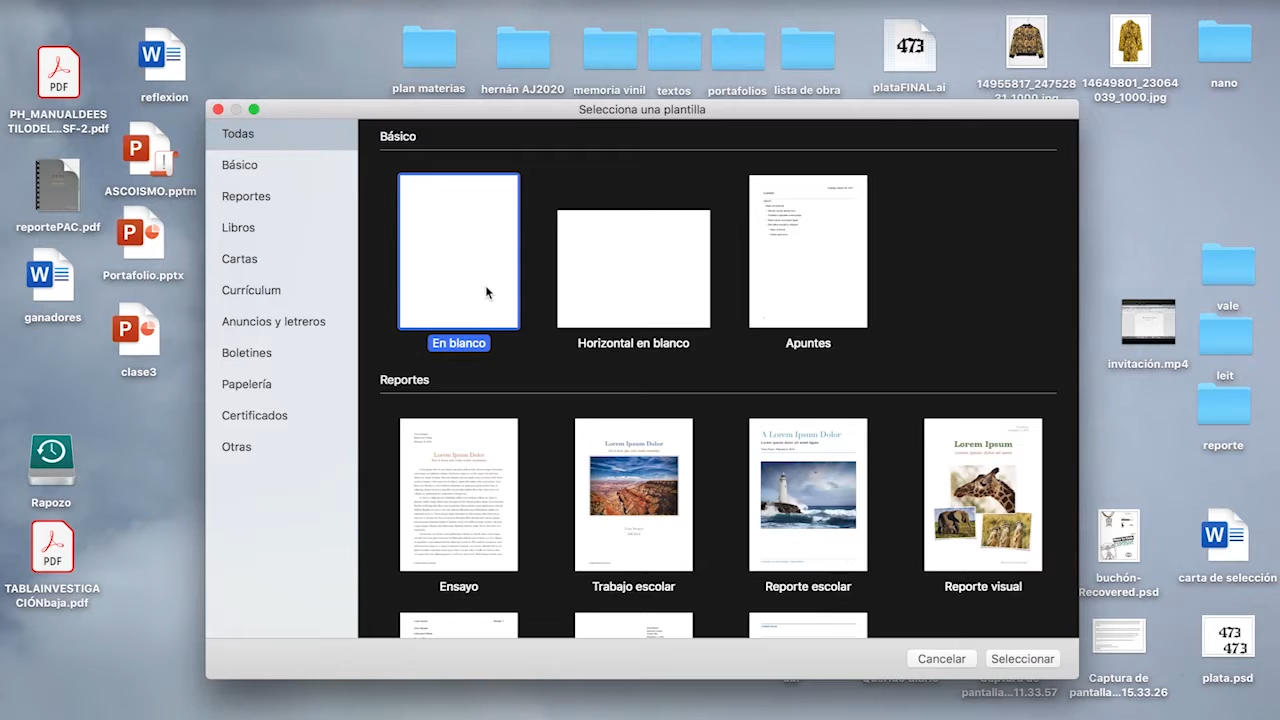 plan materias
hernán AJ2020
memoria vinil
textos
portafolios
lista de obra
473
plataFINAL.ai
14955817_247528
31_1000.jpg
14649801_23064
039_1000.jpg
nano
PDF
PH_MANUALDEES
TILODEL...SF-2.pdf
W
reflexion
P
ASCOISMO.pptm
P
Portafolio.pptx
W
ganadores
P
clase3
Rapozo
PDF
TABLAINVESTIGA
CIÓNbaja.pdf
Selecciona una plantilla
Todas
Básico
Reportes
Libros
Cartas
Currículum
Anuncios y letreros
Boletines
Papelería
Certificados
Otras
Básico
En blanco
Horizontal en blanco
Apuntes
Reportes
Lorem Ipsum Dolor
Ensayo
Lorem Ipsum Dolor
Trabajo escolar
A Lorem Ipsum Dolor
Reporte escolar
Lorem Ipsum
Reporte visual
Cancelar
Seleccionar
vale
invitación.mp4
leit
reporte
buchón-
Recovered.psd
W
carta de selección
Captura de
pantalla...11.33.57
Captura de
pantalla...15.33.26
473
473
plata.psd